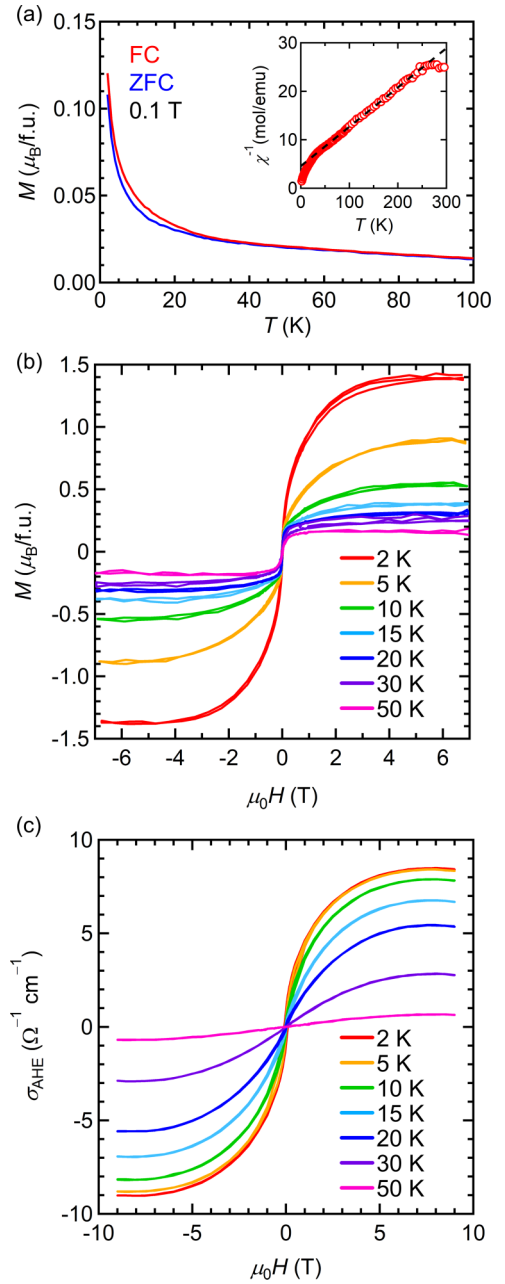 (a)
0.15
0.10
0.05
0.00
M (μB/f.u.)
FC
ZFC
0.1 T
30
20
10
0
χ-1 (mol/emu)
0 100 200 300
T (K)
0 20 40 60 80 100
T (K)
(b)
1.5
1.0
0.5
0
-0.5
-1.0
-1.5
M (μB/f.u.)
2 K
5 K
10 K
15 K
20 K
30 K
50 K
-6 -4 -2 0 2 4 6
μ0H (T)
(c)
10
5
0
-5
-10
σAHE (Ω−1 cm−1)
2 K
5 K
10 K
15 K
20 K
30 K
50 K
-10 -5 0 5 10
μ0H (T)